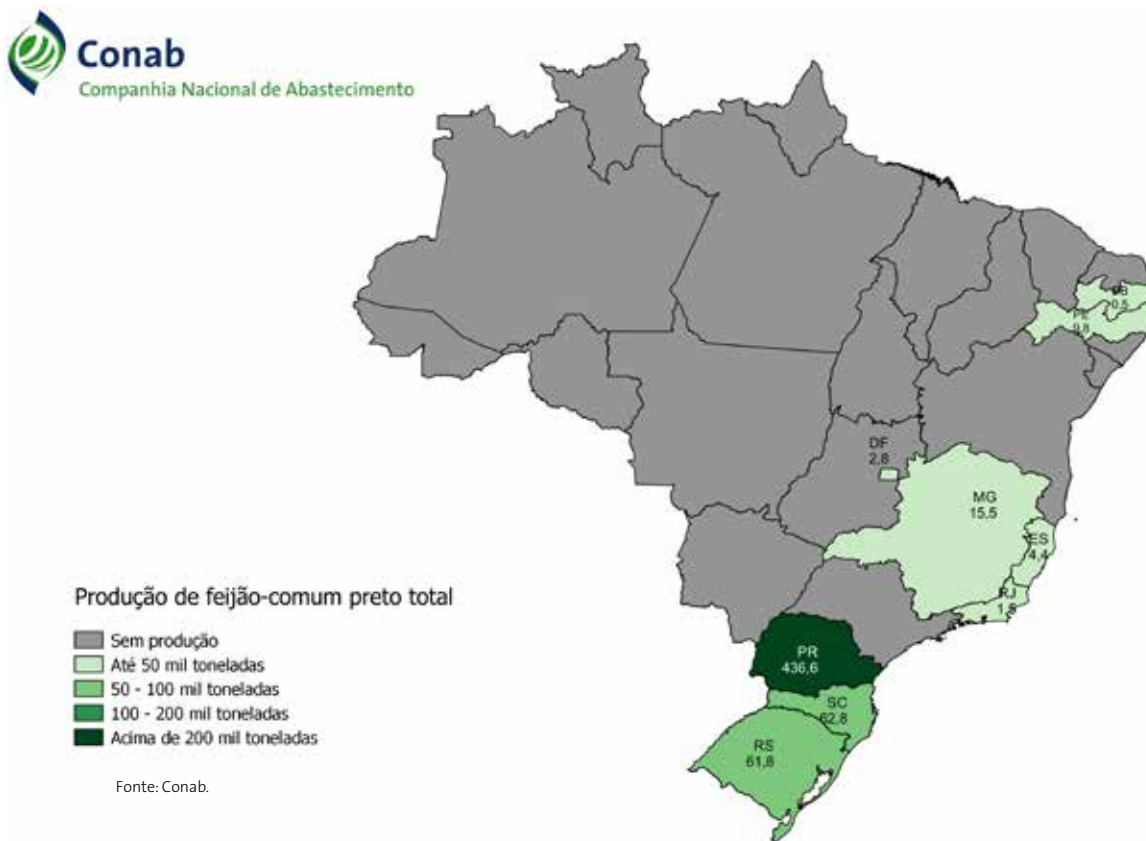 Conab
Companhia Nacional de Abastecimento
PB
0,5
PE
9,8
DF
2,8
MG
15,5
ES
4,4
RJ
PR
436,6
SC
62,8
RS
61,8
Produção de feijão-comum preto total
Sem produção
Até 50 mil toneladas
50 - 100 mil toneladas
100 - 200 mil toneladas
Acima de 200 mil toneladas
Fonte: Conab.